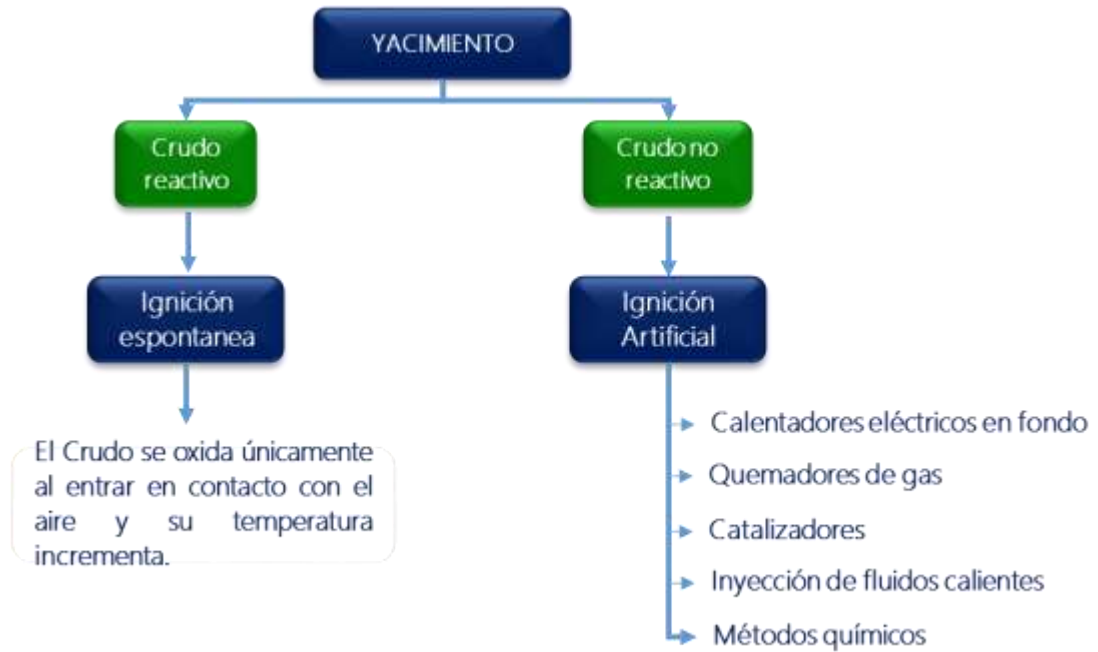 YACIMIENTO
Crudo
reactivo
Crudo no
reactivo
Ignición
espontanea
Ignición
Artificial
El Crudo se oxida únicamente
al entrar en contacto con el
aire y su temperatura
incrementa.
Calentadores eléctricos en fondo
Quemadores de gas
Catalizadores
Inyección de fluidos calientes
Métodos químicos